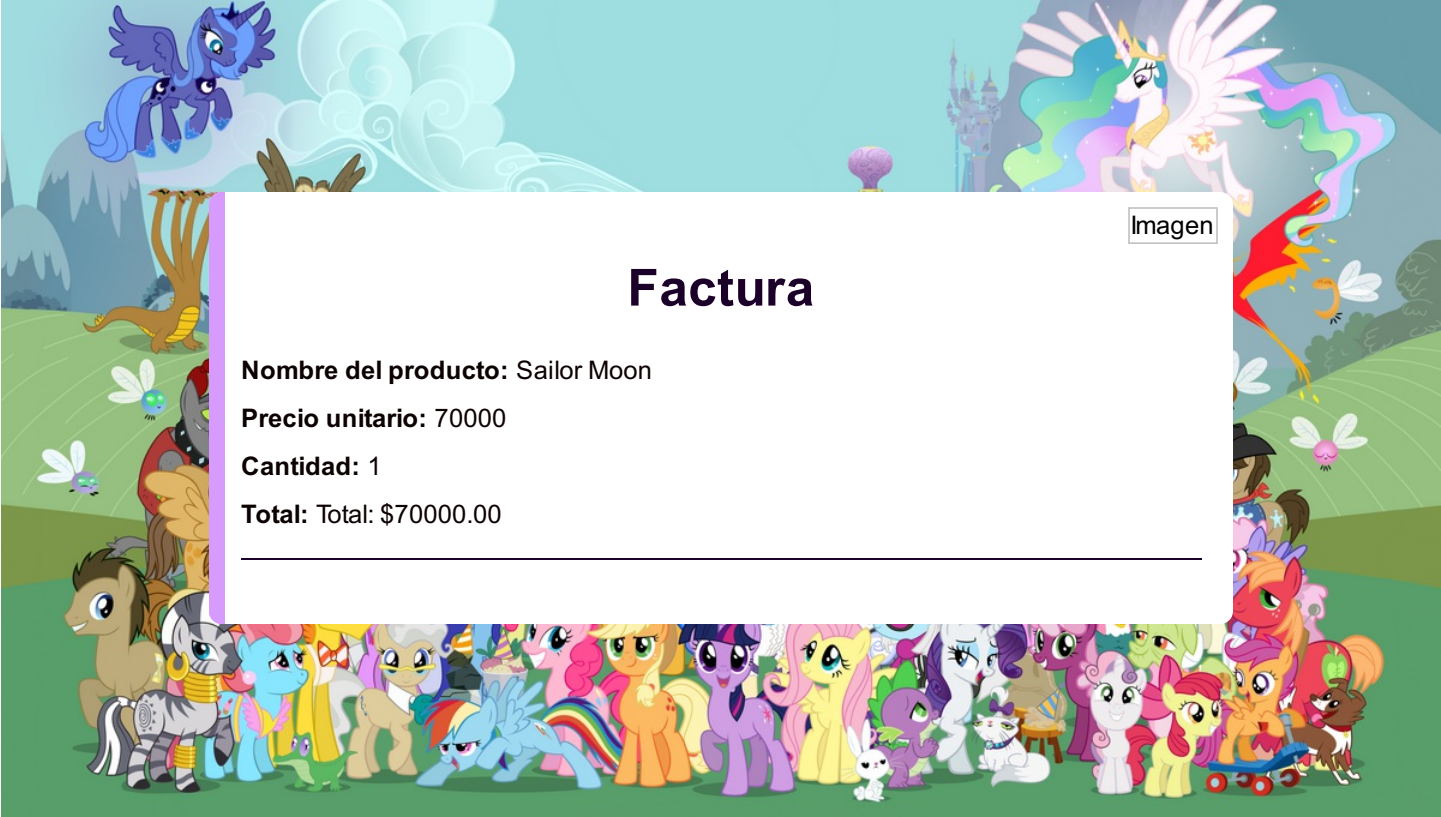 Imagen
Factura
Nombre del producto: Sailor Moon
Precio unitario: 70000
Cantidad: 1
Total: Total: $70000.00